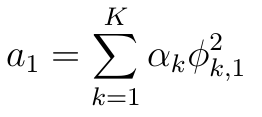 $a_1 = \sum_{k=1}^{K} \alpha_k \phi_{k,1}^2$